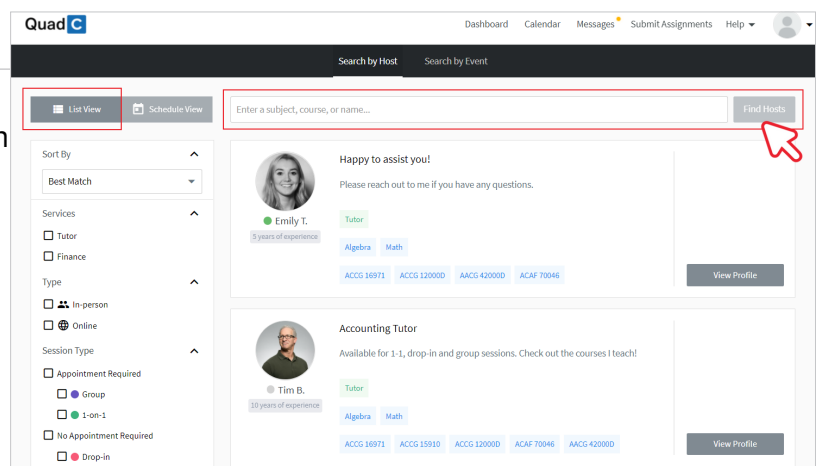 Quad C
Dashboard Calendar Messages Submit Assignments Help
Search by Host Search by Event
List View Schedule View
Enter a subject, course, or name...
Find Hosts
n
Sort By
Best Match
Services
Tutor
Finance
Type
In-person
Online
Session Type
Appointment Required
Group
1-on-1
No Appointment Required
Drop-in
Happy to assist you!
Please reach out to me if you have any questions.
Emily T.
5 years of experience
Tutor
Algebra Math
ACCG 16971 ACCG 12000D AACG 42000D ACAF 70046
View Profile
Accounting Tutor
Available for 1-1, drop-in and group sessions. Check out the courses I teach!
Tim B.
10 years of experience
Tutor
Algebra Math
ACCG 16971 ACCG 15910 ACCG 12000D ACAF 70046 AACG 42000D
View Profile